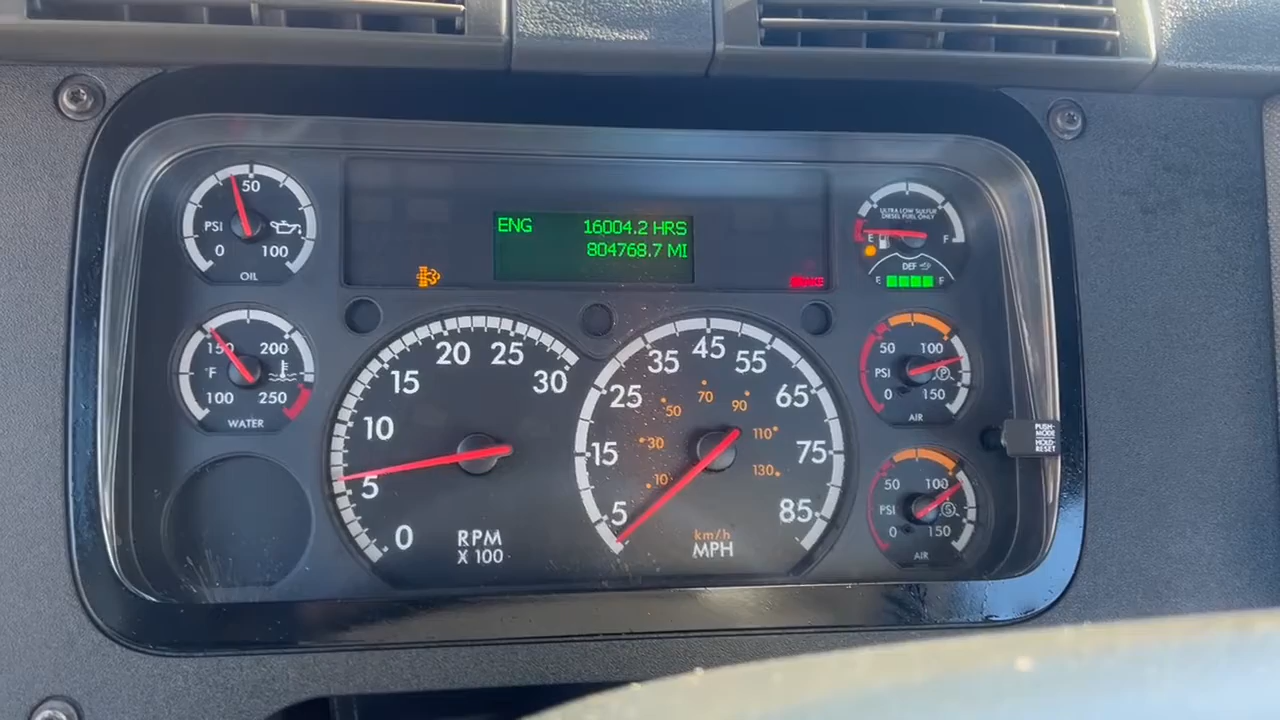 50
PSI
0
100
OIL
ENG 16004.2 HRS
804768.7 MI
BRAKE
ULTRA LOW SULFUR
DIESEL FUEL ONLY
E
F
DEF
E
F
150
200
°F
100
250
WATER
0
5
10
15
20
25
30
RPM
X 100
5
15
25
35
45
55
65
75
85
10
30
50
70
90
110
130
km/h
MPH
50
100
PSI
P
0
150
AIR
50
100
PSI
S
0
150
AIR
PUSH-
MODE
HOLD-
RESET